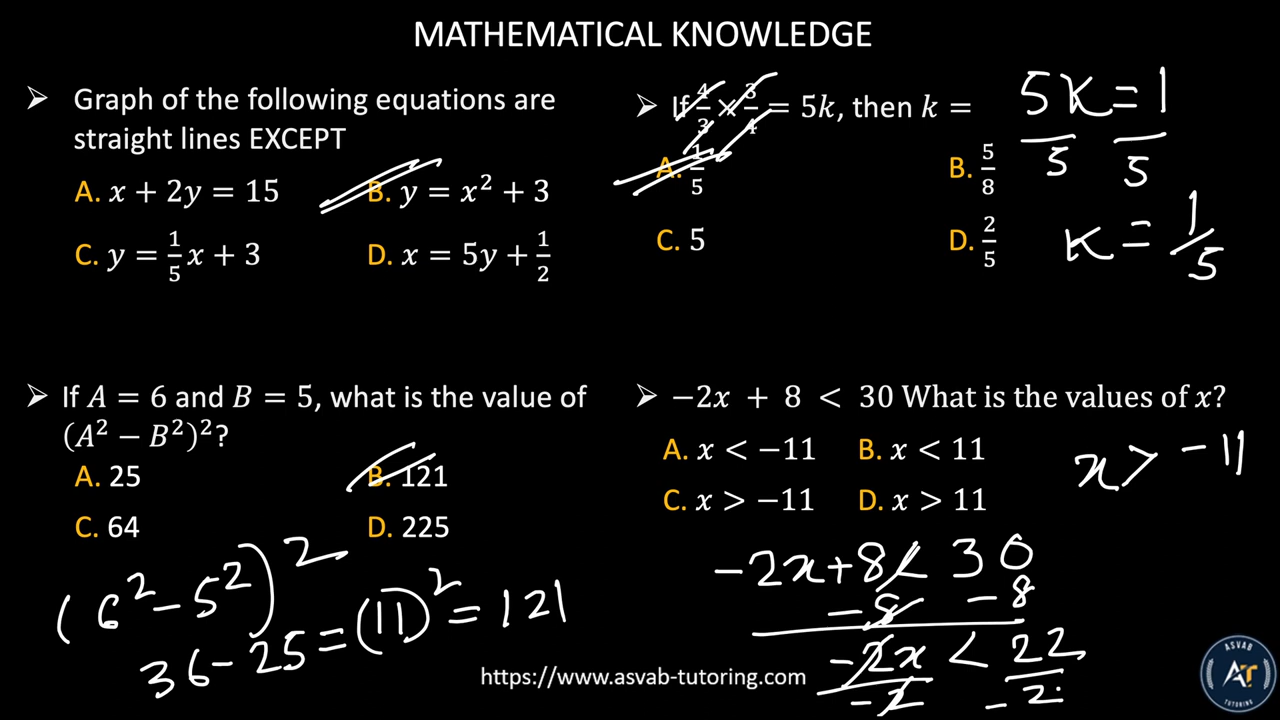 MATHEMATICAL KNOWLEDGE
➤ Graph of the following equations are
straight lines EXCEPT
A. x + 2y = 15
B. y = x² + 3
C. y = 1/5 x + 3
D. x = 5y + 1/2
➤ If 4/3 × 3/4 = 5k, then k =
A. 1/5
B. 5/8
C. 5
D. 2/5
5K = 1
5 5
K = 1/5
➤ If A = 6 and B = 5, what is the value of
(A² − B²)²?
A. 25
B. 121
C. 64
D. 225
(6² - 5²)²
36 - 25 = (11)² = 121
➤ −2x + 8 < 30 What is the values of x?
A. x < −11
B. x < 11
C. x > −11
D. x > 11
x > -11
-2x + 8 < 30
-8 -8
-2x < 22
-2 -2
https://www.asvab-tutoring.com
ASVAB
AT
TUTORING